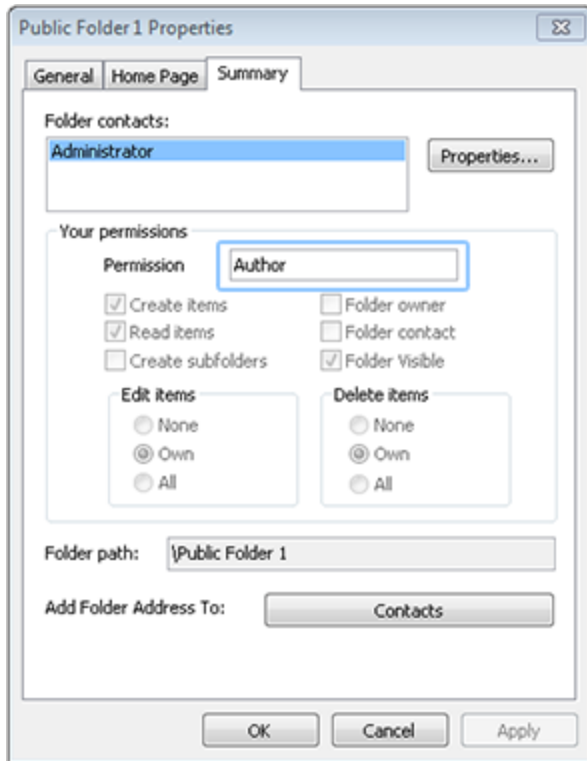 Public Folder 1 Properties
General Home Page Summary
Folder contacts:
Administrator
Properties...
Your permissions
Permission Author
Create items Folder owner
Read items Folder contact
Create subfolders Folder Visible
Edit items Delete items
None None
Own Own
All All
Folder path: \Public Folder 1
Add Folder Address To: Contacts
OK Cancel Apply